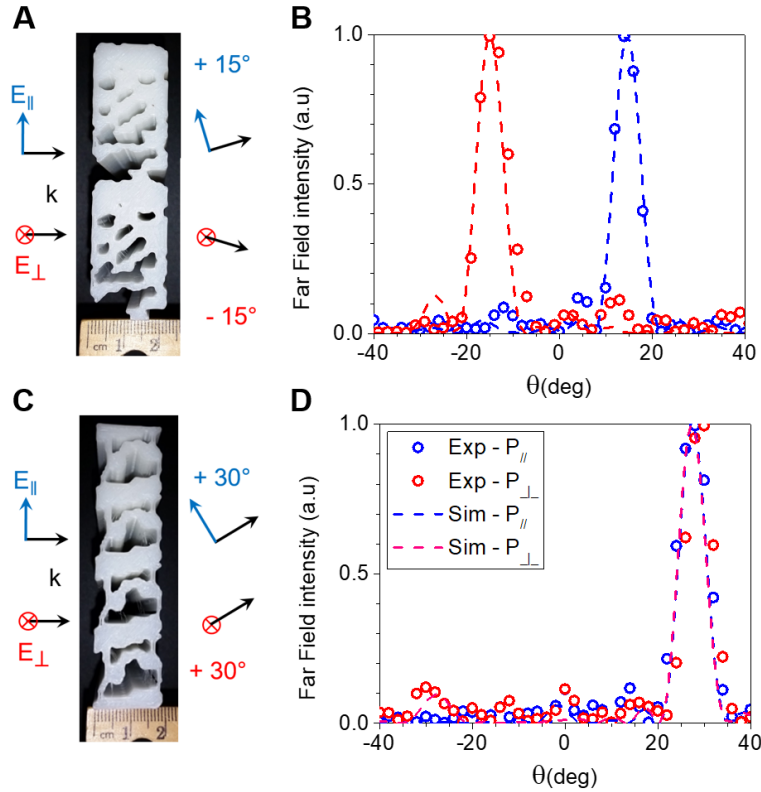 A
+ 15°
E∥
k
E⊥
- 15°
cm 1 2
B
Far Field intensity (a.u)
1.0
0.5
0.0
-40 -20 0 20 40
θ(deg)
C
+ 30°
E∥
k
E⊥
+ 30°
cm 1 2
D
Far Field intensity (a.u)
1.0
0.5
0.0
Exp - P//
Exp - P_|_
Sim - P//
Sim - P_|_
-40 -20 0 20 40
θ(deg)